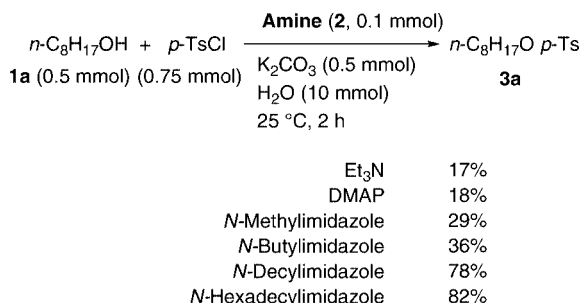 Amine (2, 0.1 mmol)
n-C₈H₁₇OH + p-TsCl n-C₈H₁₇O p-Ts
1a (0.5 mmol) (0.75 mmol) K₂CO₃ (0.5 mmol) 3a
H₂O (10 mmol)
25 °C, 2 h
Et₃N 17%
DMAP 18%
N-Methylimidazole 29%
N-Butylimidazole 36%
N-Decylimidazole 78%
N-Hexadecylimidazole 82%